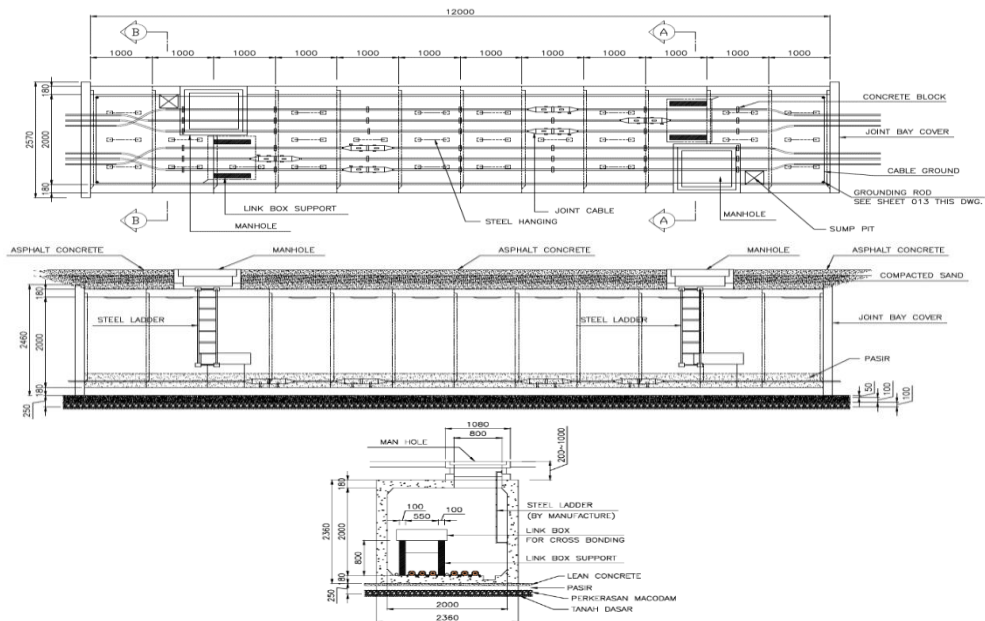 12000
B
A
1000 1000 1000 1000 1000 1000 1000 1000 1000 1000 1000 1000
180
2000
2570
180
CONCRETE BLOCK
JOINT BAY COVER
CABLE GROUND
GROUNDING ROD
SEE SHEET 013 THIS DWG.
B
LINK BOX SUPPORT
MANHOLE
STEEL HANGING
JOINT CABLE
A
MANHOLE
SUMP PIT
ASPHALT CONCRETE
MANHOLE
ASPHALT CONCRETE
MANHOLE
ASPHALT CONCRETE
COMPACTED SAND
180
2460
2000
180
250
STEEL LADDER
STEEL LADDER
JOINT BAY COVER
PASIR
50
100
100
1080
800
MAN HOLE
200~1000
180
2360
2000
800
180
250
100 100
550
STEEL LADDER
(BY MANUFACTURE)
LINK BOX
FOR CROSS BONDING
LINK BOX SUPPORT
LEAN CONCRETE
PASIR
PERKERASAN MACODAM
TANAH DASAR
2000
2360